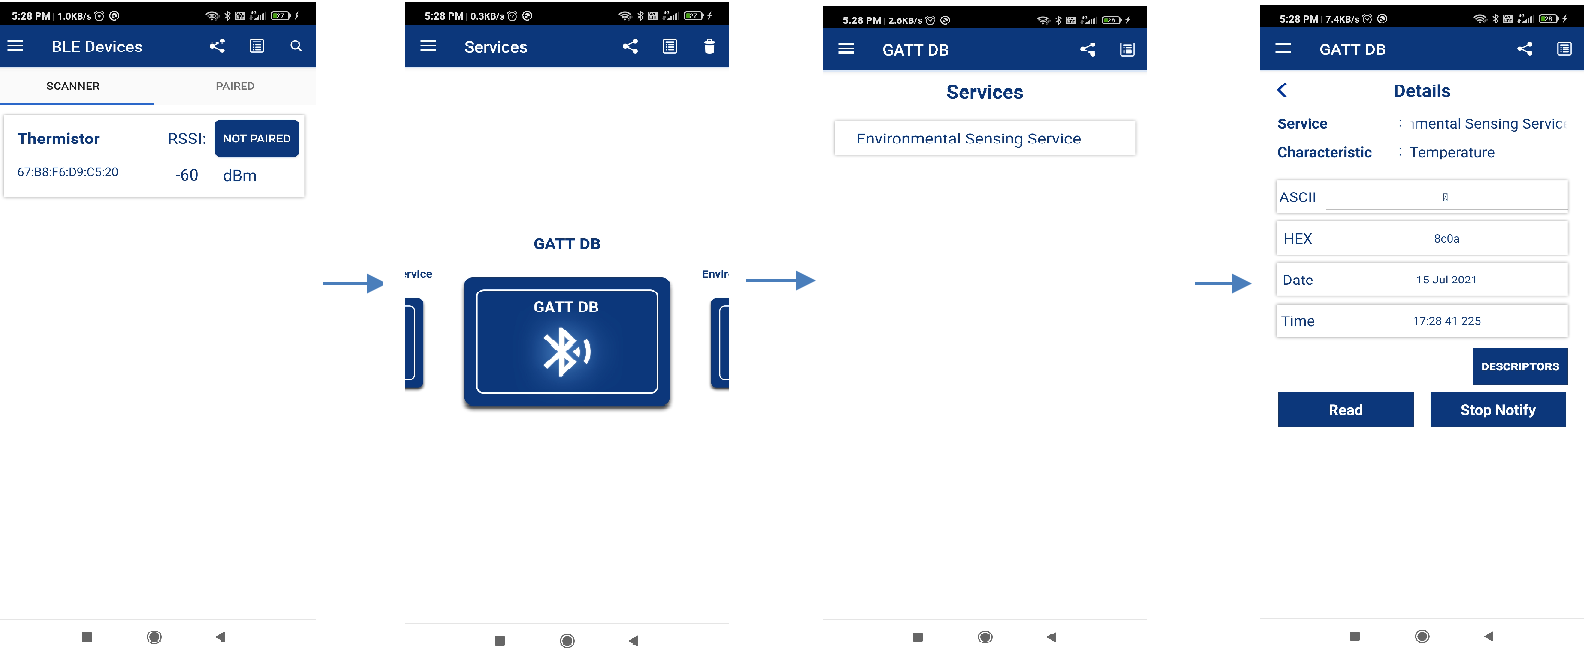 5:28 PM | 1.0KB/s
27
BLE Devices
SCANNER
PAIRED
Thermistor
RSSI:
NOT PAIRED
67:B8:F6:D9:C5:20
-60
dBm
5:28 PM | 0.3KB/s
27
Services
GATT DB
ervice
Envir
GATT DB
5:28 PM | 2.6KB/s
GATT DB
Services
Environmental Sensing Service
5:28 PM | 7.4KB/s
GATT DB
Details
Service : nmental Sensing Servic
Characteristic : Temperature
ASCII
HEX 8c0a
Date 15 Jul 2021
Time 17:28 41 225
DESCRIPTORS
Read
Stop Notify